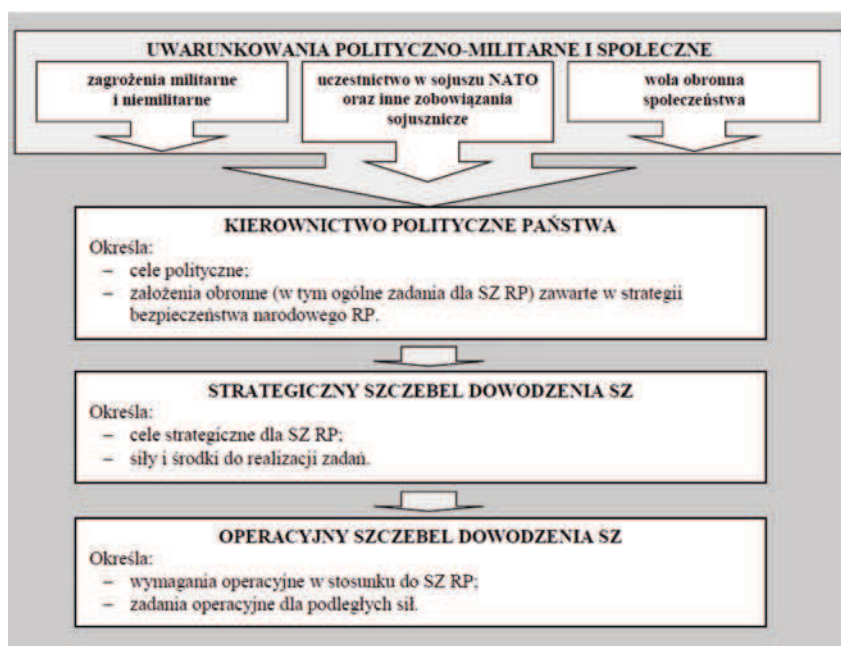 UWARUNKOWANIA POLITYCZNO-MILITARNE I SPOŁECZNE
zagrożenia militarne
i niemilitarne
uczestnictwo w sojuszu NATO
oraz inne zobowiązania
sojusznicze
wola obronna
społeczeństwa
KIEROWNICTWO POLITYCZNE PAŃSTWA
Określa:
– cele polityczne;
– założenia obronne (w tym ogólne zadania dla SZ RP) zawarte w strategii
bezpieczeństwa narodowego RP.
STRATEGICZNY SZCZEBEL DOWODZENIA SZ
Określa:
– cele strategiczne dla SZ RP;
– siły i środki do realizacji zadań.
OPERACYJNY SZCZEBEL DOWODZENIA SZ
Określa:
– wymagania operacyjne w stosunku do SZ RP;
– zadania operacyjne dla podległych sił.